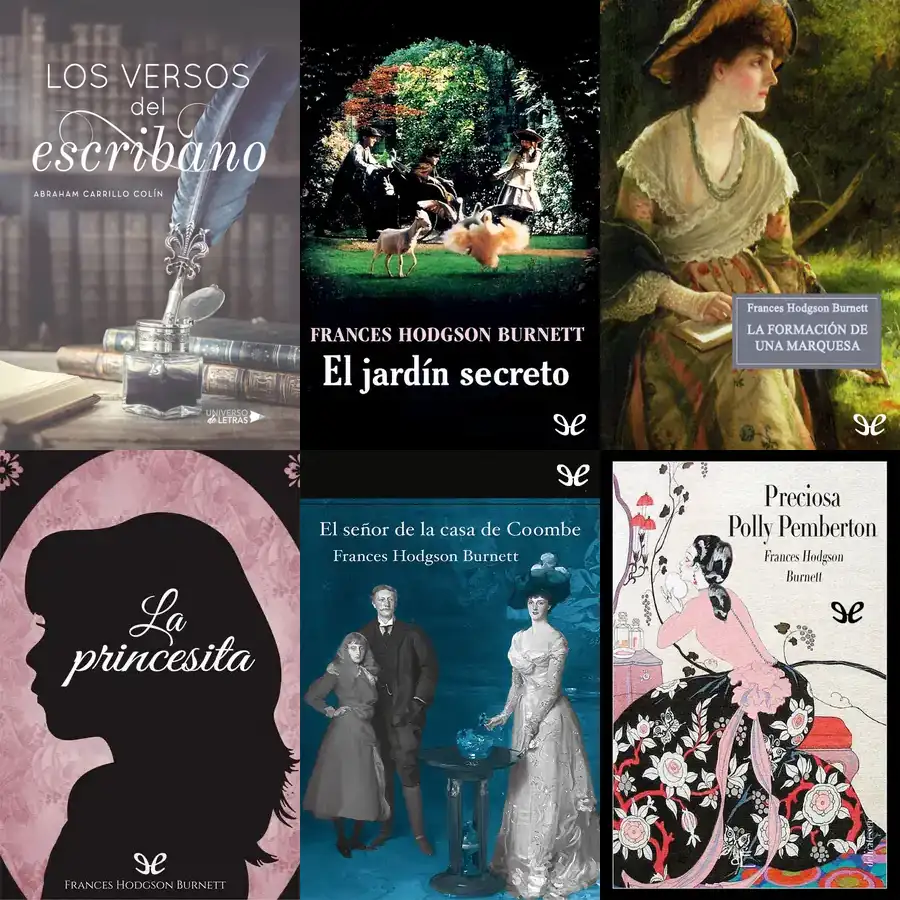 LOS VERSOS
del
escribano
ABRAHAM CARRILLO COLÍN
UNIVERSO
de LETRAS
FRANCES HODGSON BURNETT
El jardín secreto
Frances Hodgson Burnett
LA FORMACIÓN DE
UNA MARQUESA
La
princesita
FRANCES HODGSON BURNETT
El señor de la casa de Coombe
Frances Hodgson Burnett
Preciosa
Polly Pemberton
Frances Hodgson
Burnett